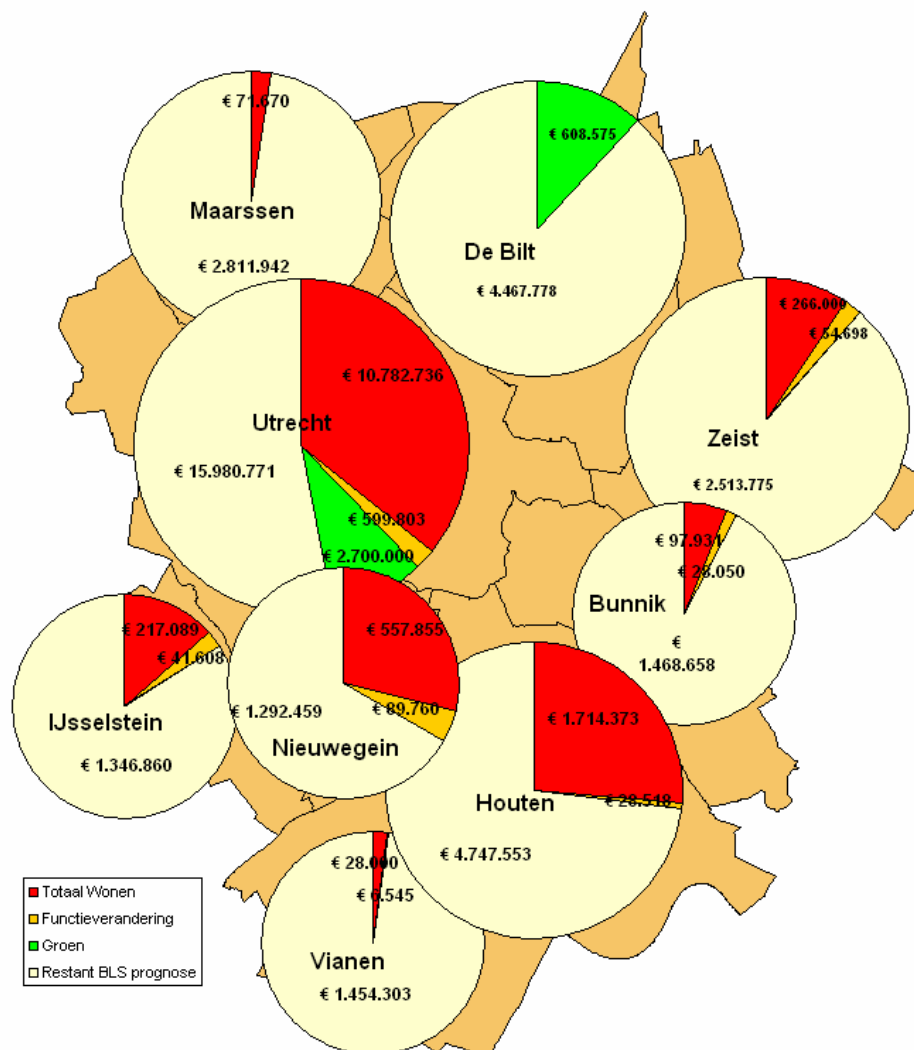 € 71.670
Maarssen
€ 2.811.942
€ 608.575
De Bilt
€ 4.467.778
€ 266.000
€ 54.698
Zeist
€ 2.513.775
€ 10.782.736
Utrecht
€ 15.980.771
€ 599.803
€ 2.700.000
€ 97.931
€ 28.050
Bunnik
€
1.468.658
€ 217.089
€ 41.608
IJsselstein
€ 1.346.860
€ 557.855
€ 89.760
€ 1.292.459
Nieuwegein
€ 1.714.373
€ 28.518
Houten
€ 4.747.553
€ 28.000
€ 6.545
Vianen
€ 1.454.303
Totaal Wonen
Functieverandering
Groen
Restant BLS prognose